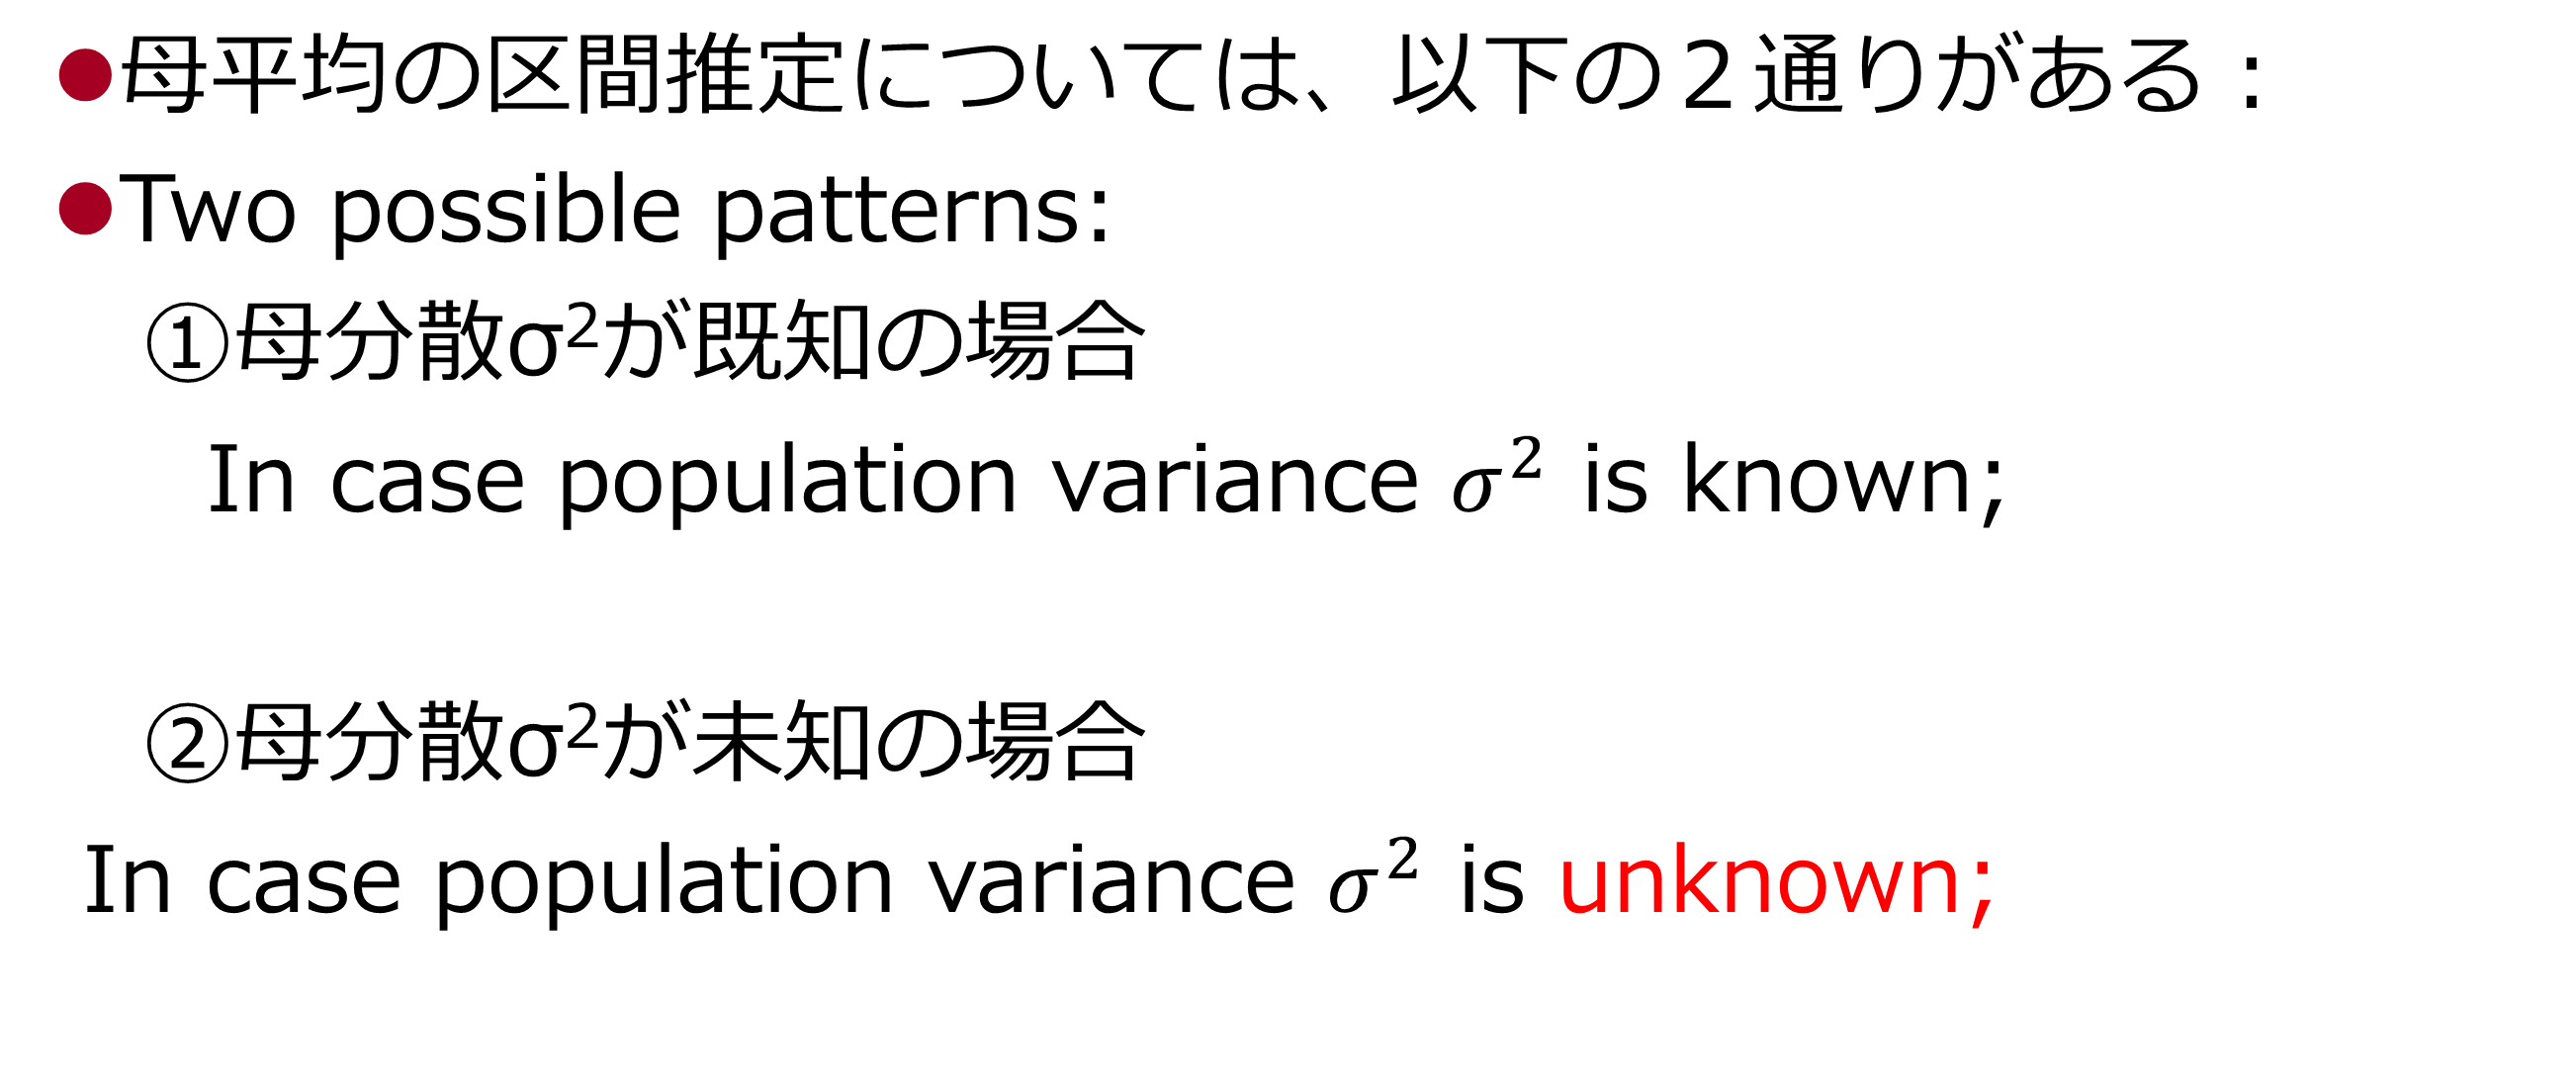 ●母平均の区間推定については、以下の２通りがある：
●Two possible patterns:
①母分散σ²が既知の場合
In case population variance 𝜎² is known;
②母分散σ²が未知の場合
In case population variance 𝜎² is unknown;